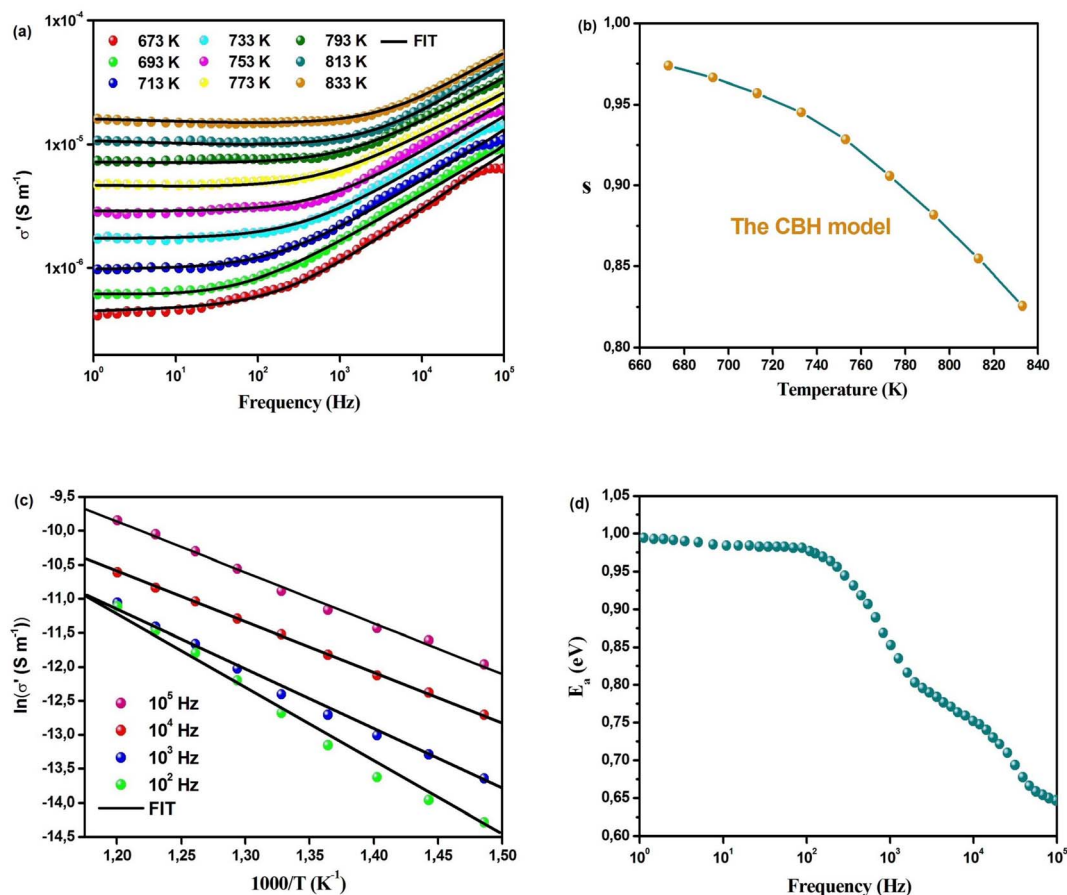 (a)
1x10⁻⁴
1x10⁻⁵
1x10⁻⁶
σ' (S m⁻¹)
673 K 733 K 793 K FIT
693 K 753 K 813 K
713 K 773 K 833 K
10⁰ 10¹ 10² 10³ 10⁴ 10⁵
Frequency (Hz)
(b)
1,00
0,95
0,90
0,85
0,80
s
The CBH model
660 680 700 720 740 760 780 800 820 840
Temperature (K)
(c)
-9,5
-10,0
-10,5
-11,0
-11,5
-12,0
-12,5
-13,0
-13,5
-14,0
-14,5
ln(σ' (S m⁻¹))
10⁵ Hz
10⁴ Hz
10³ Hz
10² Hz
FIT
1,20 1,25 1,30 1,35 1,40 1,45 1,50
1000/T (K⁻¹)
(d)
1,05
1,00
0,95
0,90
0,85
0,80
0,75
0,70
0,65
0,60
Eₐ (eV)
10⁰ 10¹ 10² 10³ 10⁴ 10⁵
Frequency (Hz)